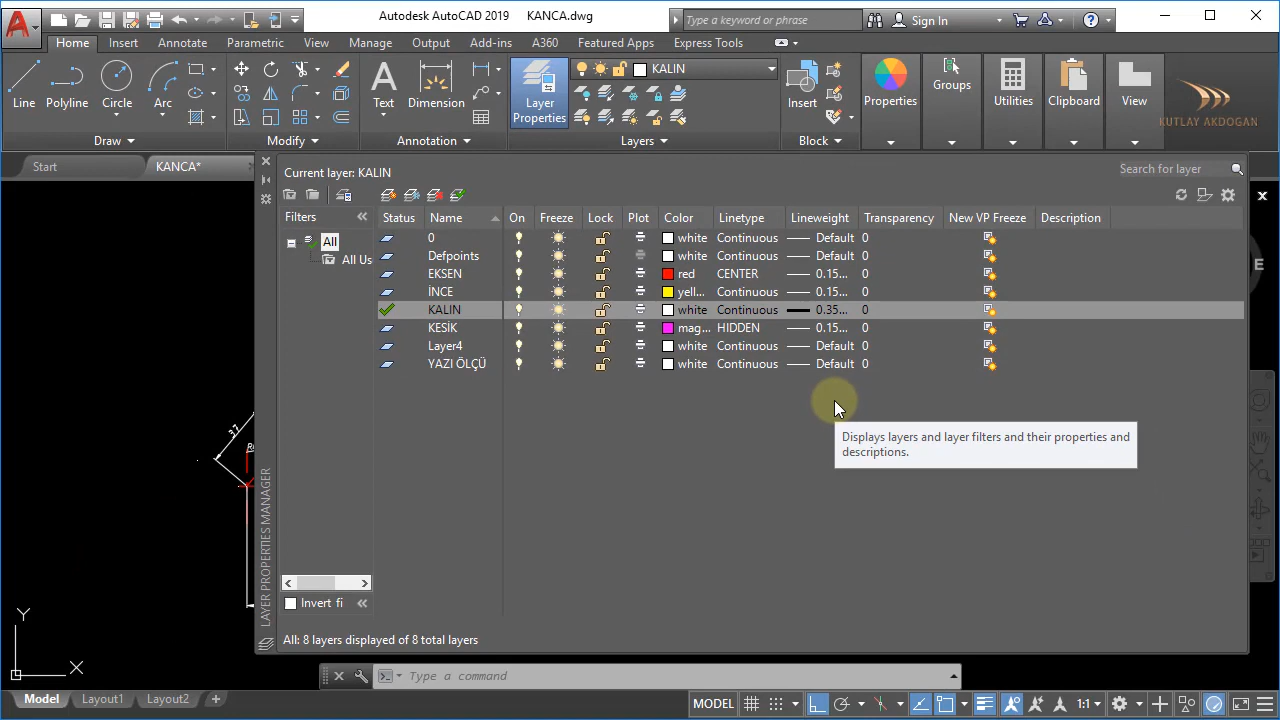 Autodesk AutoCAD 2019 KANCA.dwg
Type a keyword or phrase
Sign In
Home Insert Annotate Parametric View Manage Output Add-ins A360 Featured Apps Express Tools
KALIN
Line Polyline Circle Arc
Text Dimension
Layer
Properties
Insert
Properties
Groups
Utilities
Clipboard
View
KUTLAY AKDOGAN
Draw Modify Annotation Layers Block
Start KANCA*
Current layer: KALIN
Search for layer
Filters
Status Name On Freeze Lock Plot Color Linetype Lineweight Transparency New VP Freeze Description
All
All Us
0 white Continuous Default 0
Defpoints white Continuous Default 0
EKSEN red CENTER 0.15... 0
İNCE yell... Continuous 0.15... 0
KALIN white Continuous 0.35... 0
KESİK mag... HIDDEN 0.15... 0
Layer4 white Continuous Default 0
YAZI ÖLÇÜ white Continuous Default 0
Displays layers and layer filters and their properties and
descriptions.
37
E
LAYER PROPERTIES MANAGER
Invert fi
All: 8 layers displayed of 8 total layers
Y
X
Type a command
Model Layout1 Layout2 +
MODEL
1:1